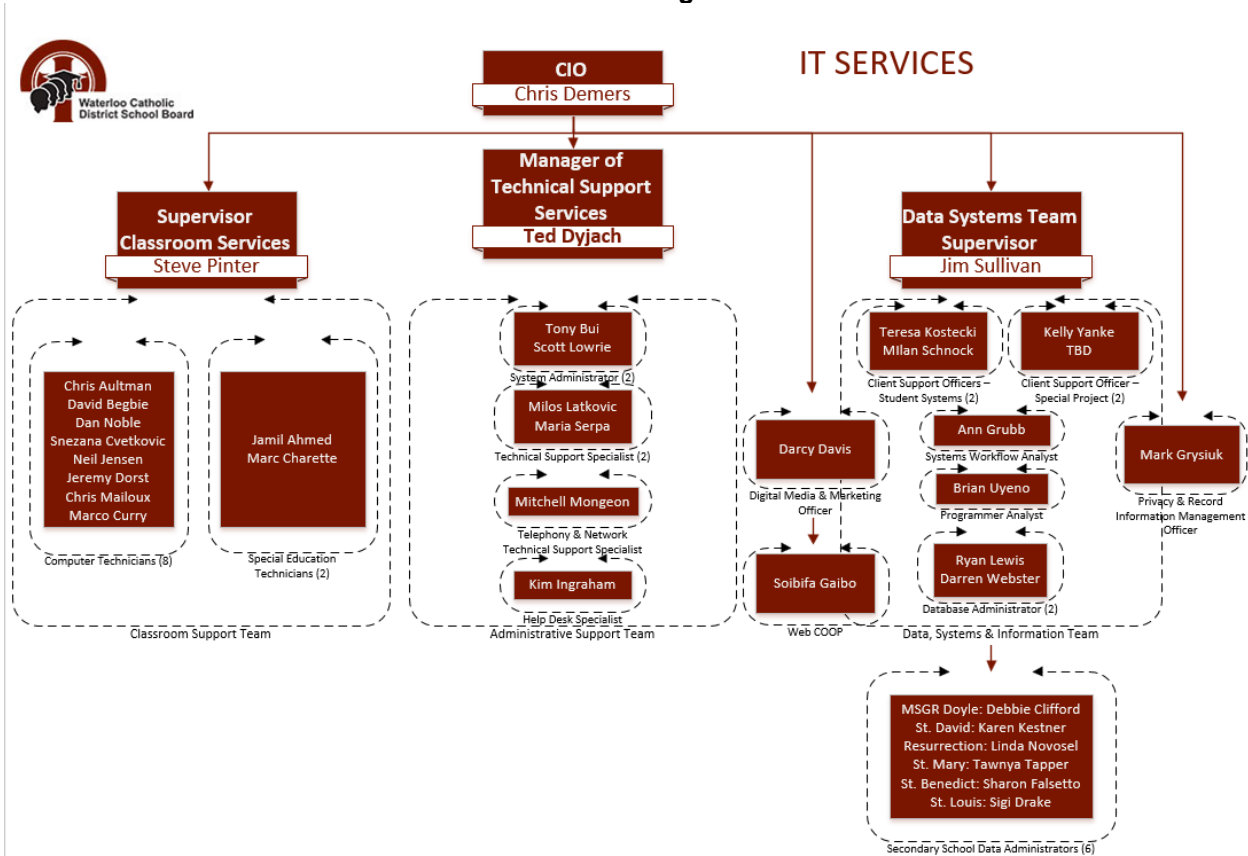 g
IT SERVICES
Waterloo Catholic
District School Board
CIO
Chris Demers
Manager of
Technical Support
Services
Ted Dyjach
Supervisor
Classroom Services
Steve Pinter
Data Systems Team
Supervisor
Jim Sullivan
Chris Aultman
David Begbie
Dan Noble
Snezana Cvetkovic
Neil Jensen
Jeremy Dorst
Chris Mailoux
Marco Curry
Computer Technicians (8)
Jamil Ahmed
Marc Charette
Special Education
Technicians (2)
Classroom Support Team
Tony Bui
Scott Lowrie
System Administrator (2)
Milos Latkovic
Maria Serpa
Technical Support Specialist (2)
Mitchell Mongeon
Telephony & Network
Technical Support Specialist
Kim Ingraham
Help Desk Specialist
Administrative Support Team
Darcy Davis
Digital Media & Marketing
Officer
Soibifa Gaibo
Web COOP
Teresa Kostecki
MIlan Schnock
Client Support Officers –
Student Systems (2)
Kelly Yanke
TBD
Client Support Officer –
Special Project (2)
Ann Grubb
Systems Workflow Analyst
Brian Uyeno
Programmer Analyst
Ryan Lewis
Darren Webster
Database Administrator (2)
Data, Systems & Information Team
Mark Grysiuk
Privacy & Record
Information Management
Officer
MSGR Doyle: Debbie Clifford
St. David: Karen Kestner
Resurrection: Linda Novosel
St. Mary: Tawnya Tapper
St. Benedict: Sharon Falsetto
St. Louis: Sigi Drake
Secondary School Data Administrators (6)